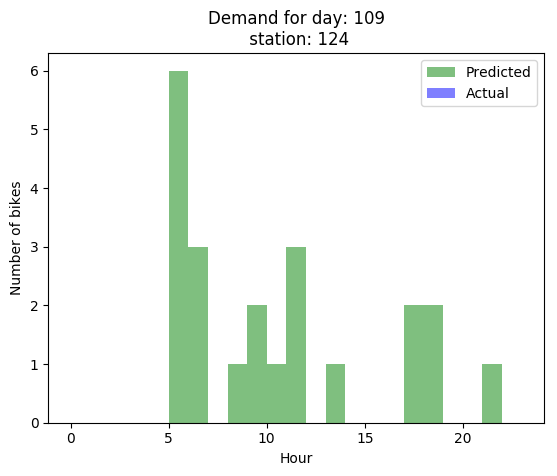 Demand for day: 109
station: 124
Predicted
Actual
Number of bikes
6
5
4
3
2
1
0
0 5 10 15 20
Hour